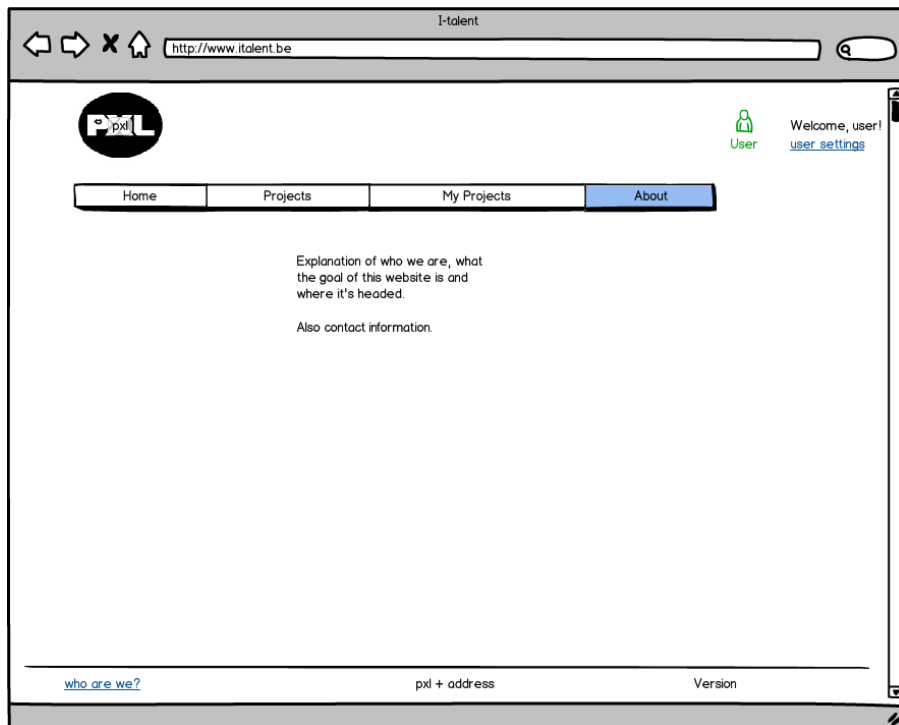 I-talent
http://www.italent.be
PXL
pxl
User
Welcome, user!
user settings
Home Projects My Projects About
Explanation of who we are, what
the goal of this website is and
where it's headed.
Also contact information.
who are we? pxl + address Version